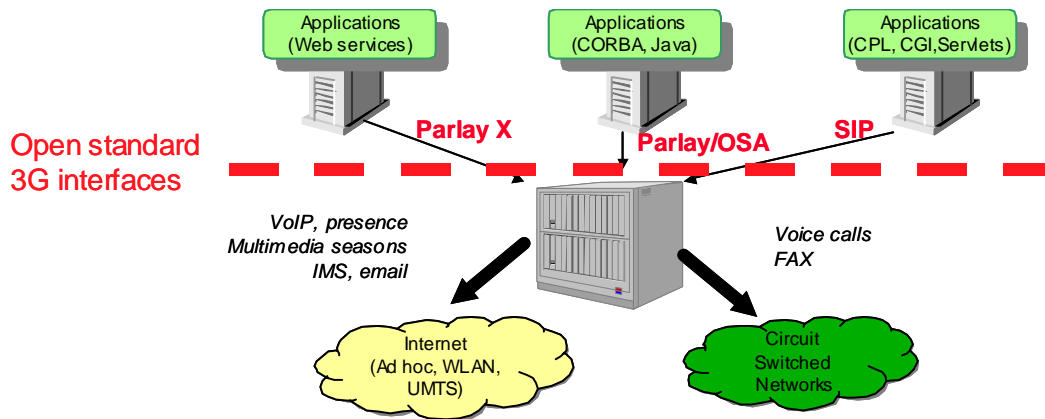 Applications
(Web services)
Applications
(CORBA, Java)
Applications
(CPL, CGI,Servlets)
Parlay X
Parlay/OSA
SIP
Open standard
3G interfaces
VoIP, presence
Multimedia seasons
IMS, email
Voice calls
FAX
Internet
(Ad hoc, WLAN,
UMTS)
Circuit
Switched
Networks